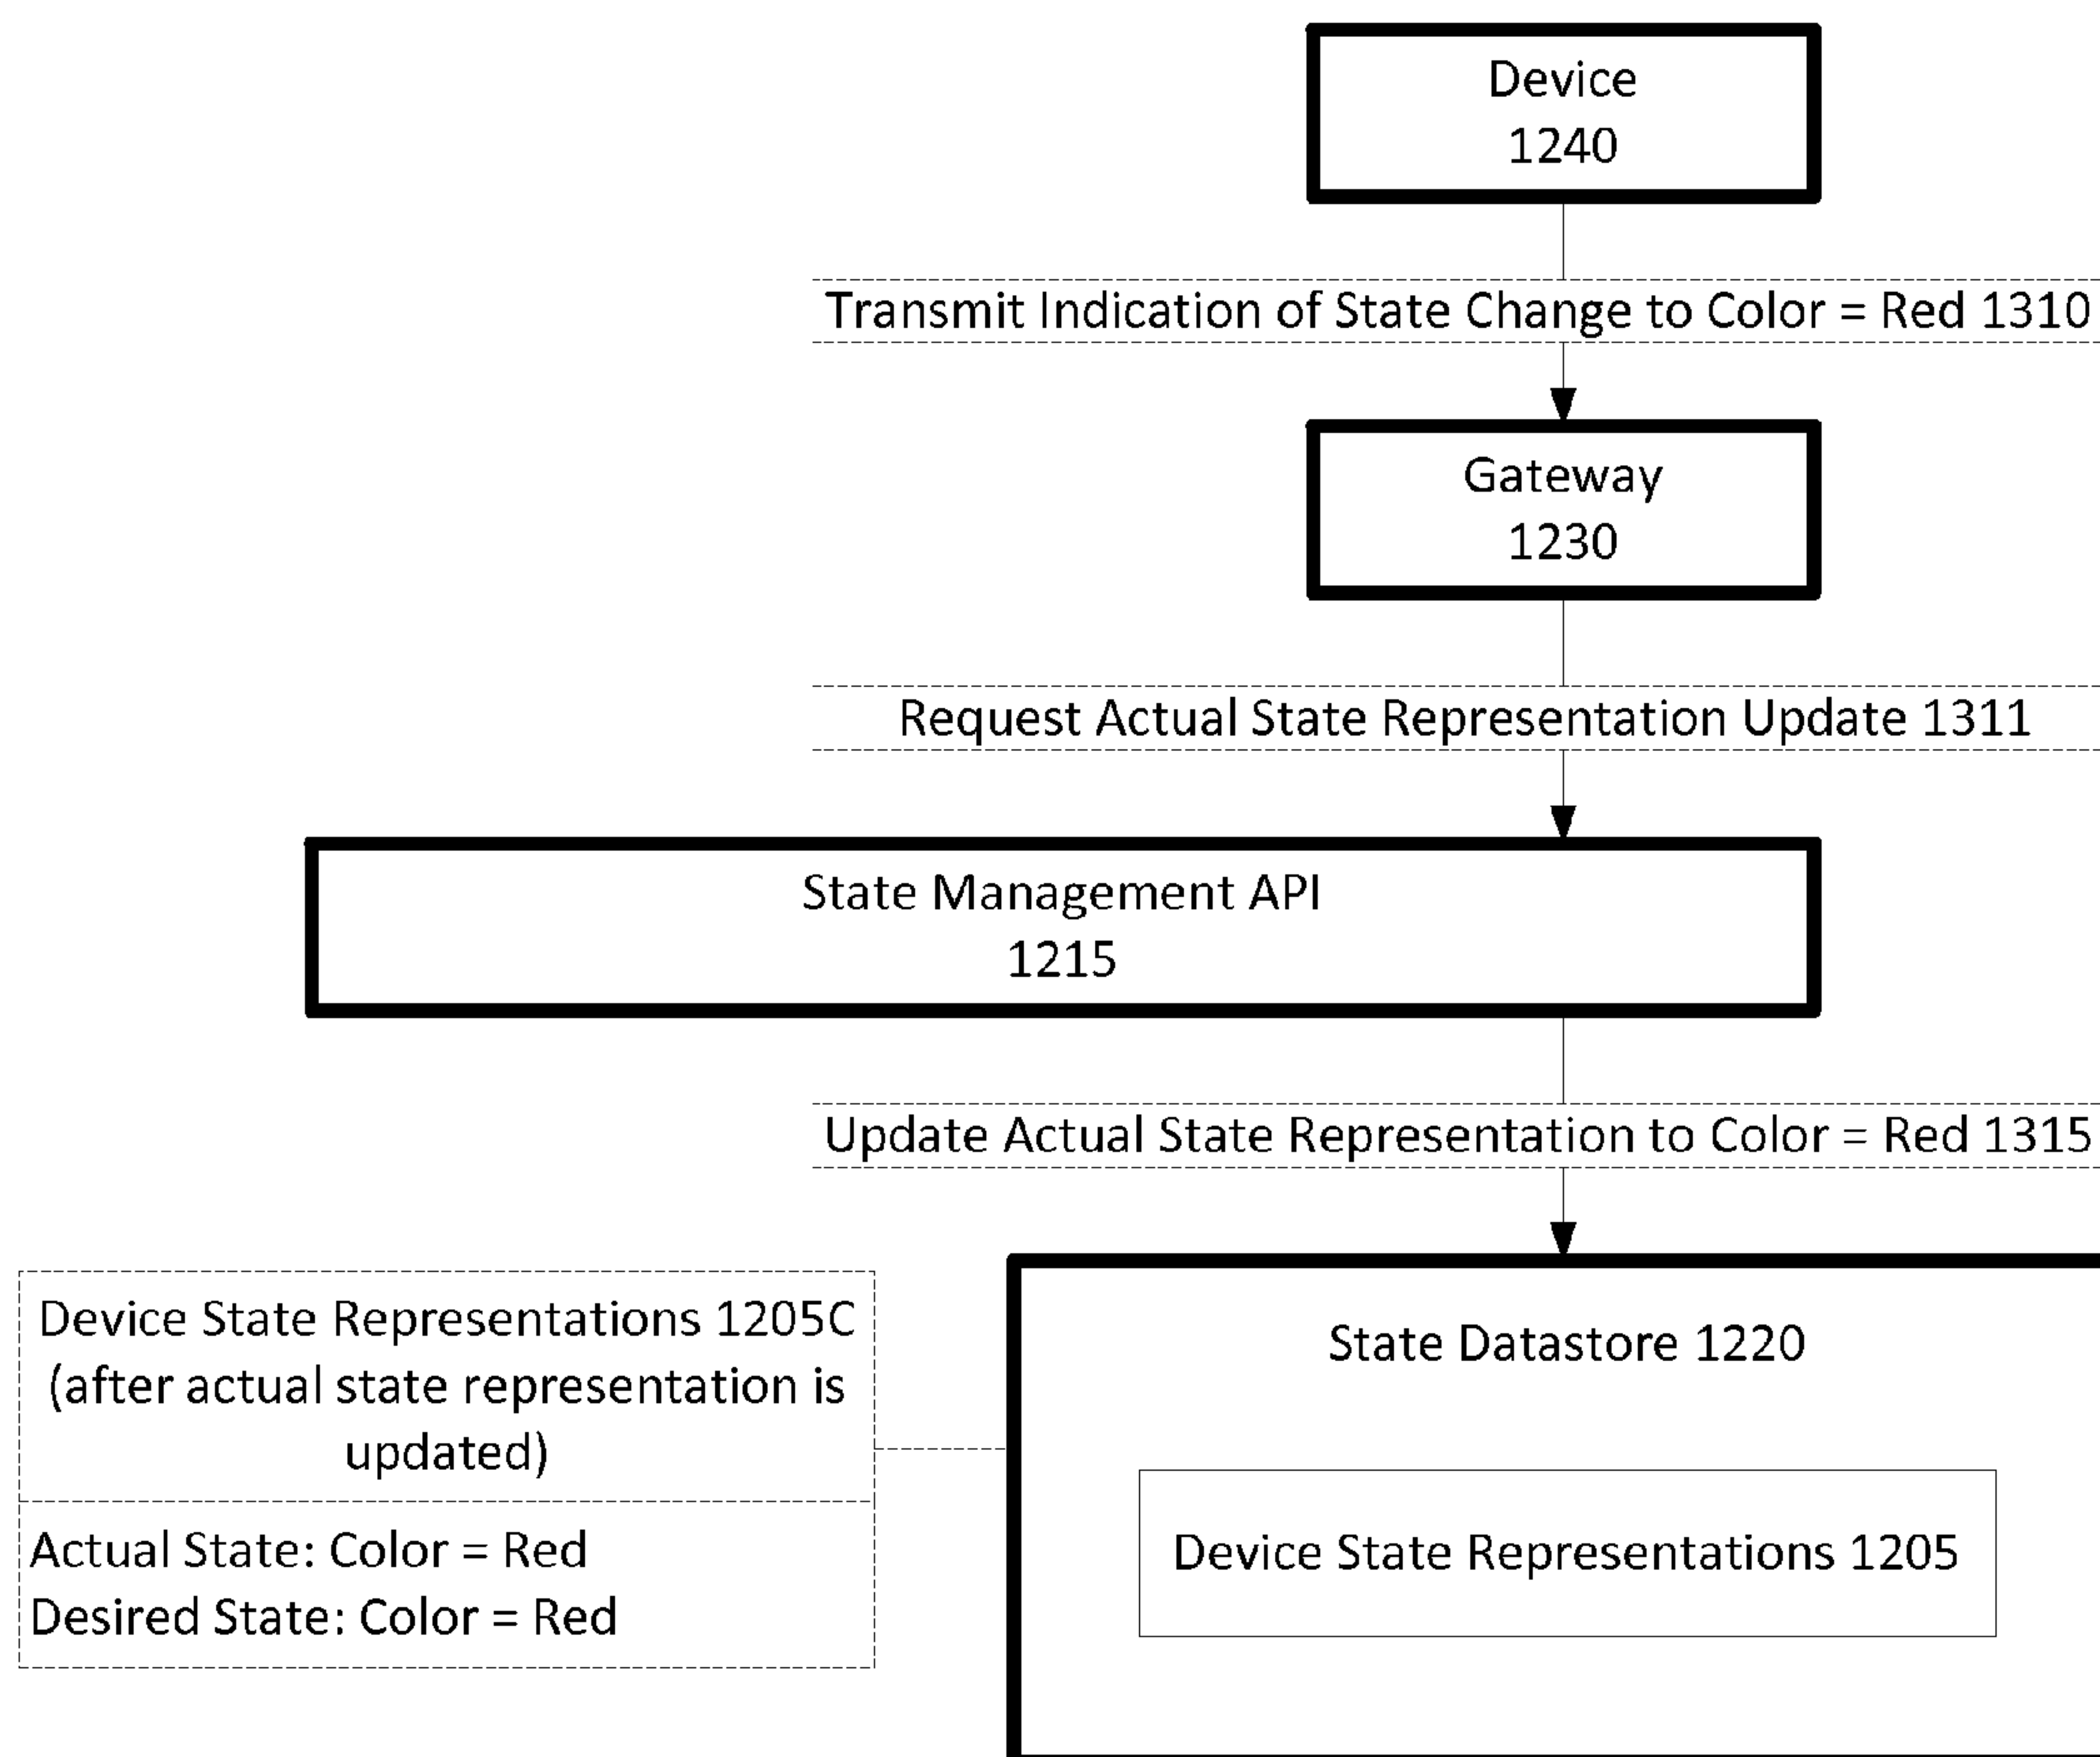 Device
1240
Transmit Indication of State Change to Color = Red 1310
Gateway
1230
Request Actual State Representation Update 1311
State Management API
1215
Update Actual State Representation to Color = Red 1315
Device State Representations 1205C
(after actual state representation is
updated)
Actual State: Color = Red
Desired State: Color = Red
State Datastore 1220
Device State Representations 1205